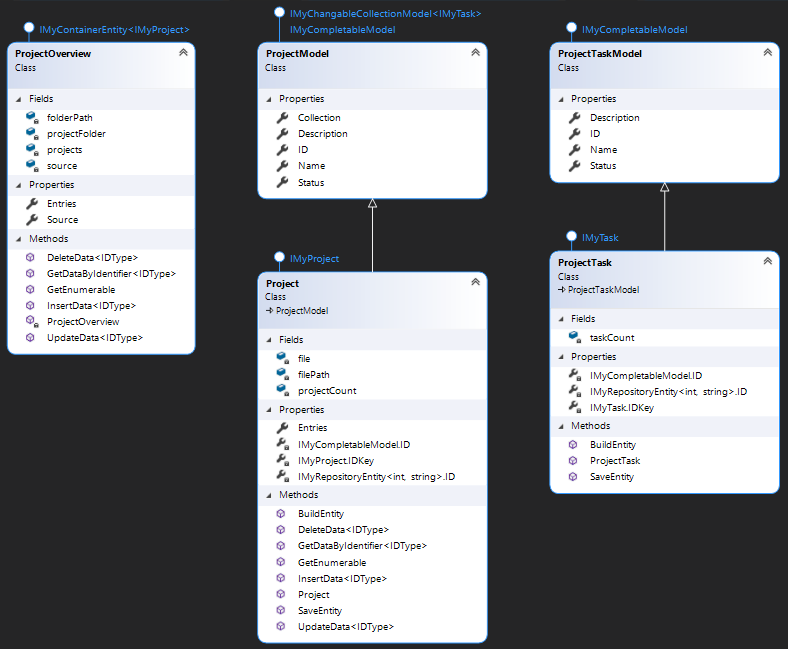 IMyContainerEntity<IMyProject>
ProjectOverview
Class
Fields
folderPath
projectFolder
projects
source
Properties
Entries
Source
Methods
DeleteData<IDType>
GetDataByIdentifier<IDType>
GetEnumerable
InsertData<IDType>
ProjectOverview
UpdateData<IDType>
IMyChangableCollectionModel<IMyTask>
IMyCompletableModel
ProjectModel
Class
Properties
Collection
Description
ID
Name
Status
IMyProject
Project
Class
ProjectModel
Fields
file
filePath
projectCount
Properties
Entries
IMyCompletableModel.ID
IMyProject.IDKey
IMyRepositoryEntity<int, string>.ID
Methods
BuildEntity
DeleteData<IDType>
GetDataByIdentifier<IDType>
GetEnumerable
InsertData<IDType>
Project
SaveEntity
UpdateData<IDType>
IMyCompletableModel
ProjectTaskModel
Class
Properties
Description
ID
Name
Status
IMyTask
ProjectTask
Class
ProjectTaskModel
Fields
taskCount
Properties
IMyCompletableModel.ID
IMyRepositoryEntity<int, string>.ID
IMyTask.IDKey
Methods
BuildEntity
ProjectTask
SaveEntity